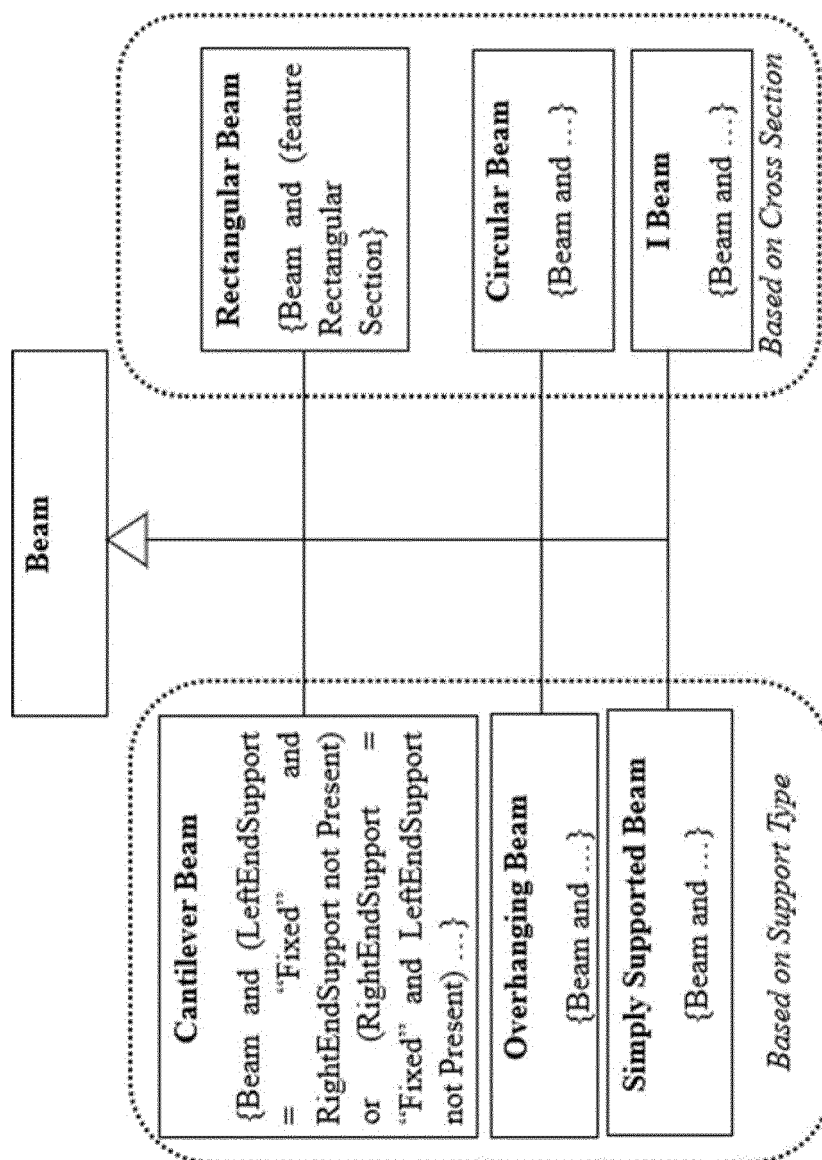 Beam
Cantilever Beam
{Beam and (LeftEndSupport
= “Fixed” and
RightEndSupport not Present)
or (RightEndSupport =
“Fixed” and LeftEndSupport
not Present) ...}
Overhanging Beam
{Beam and ...}
Simply Supported Beam
{Beam and ...}
Based on Support Type
Rectangular Beam
{Beam and (feature
Rectangular
Section}
Circular Beam
{Beam and ...}
I Beam
{Beam and ...}
Based on Cross Section